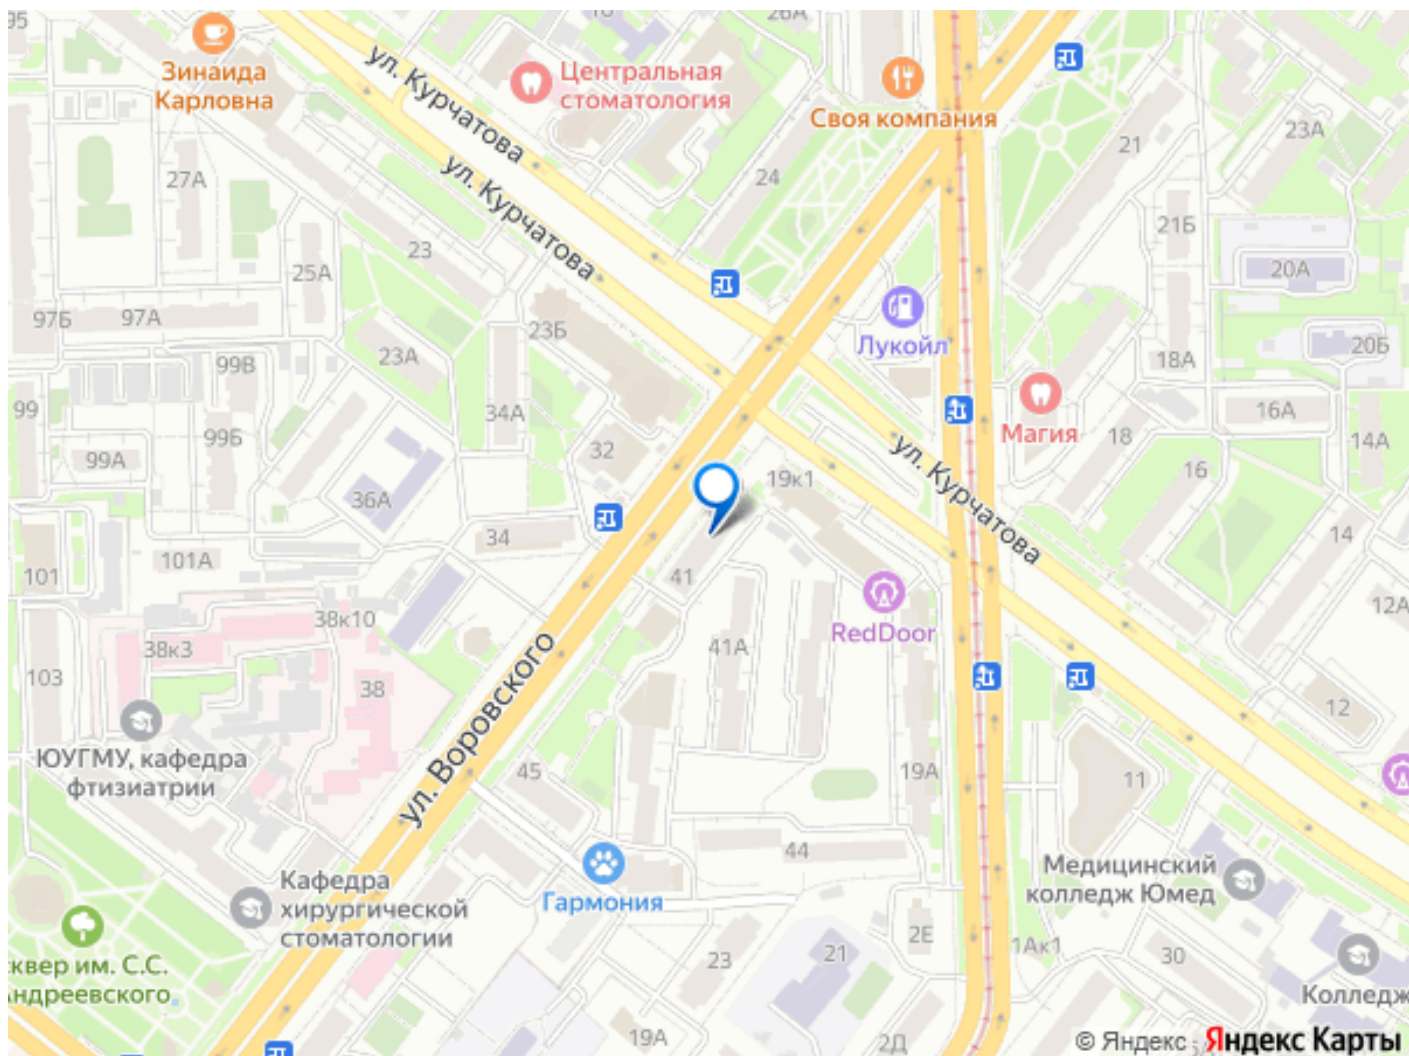 95
Зинаида
Карловна
ул. Курчатова
Центральная
стоматология
26А
Своя компания
21
23А
27А
ул. Курчатова
24
21Б
23
25А
20А
97Б
97А
23Б
Лукойл
20Б
99В
23А
18А
99
34А
16А
Магия
99Б
18
14А
99А
32
19к1
ул. Курчатова
16
36А
34
14
101А
101
41
12А
38к10
RedDoor
38к3
41А
103
38
12
ул. Воровского
ЮУГМУ, кафедра
фтизиатрии
45
19А
11
44
Медицинский
колледж Юмед
Кафедра
хирургической
стоматологии
Гармония
2Е
1Ак1
21
30
23
сквер им. С.С.
Андреевского
Колледж
19А
2Д
© Яндекс
Яндекс Карты